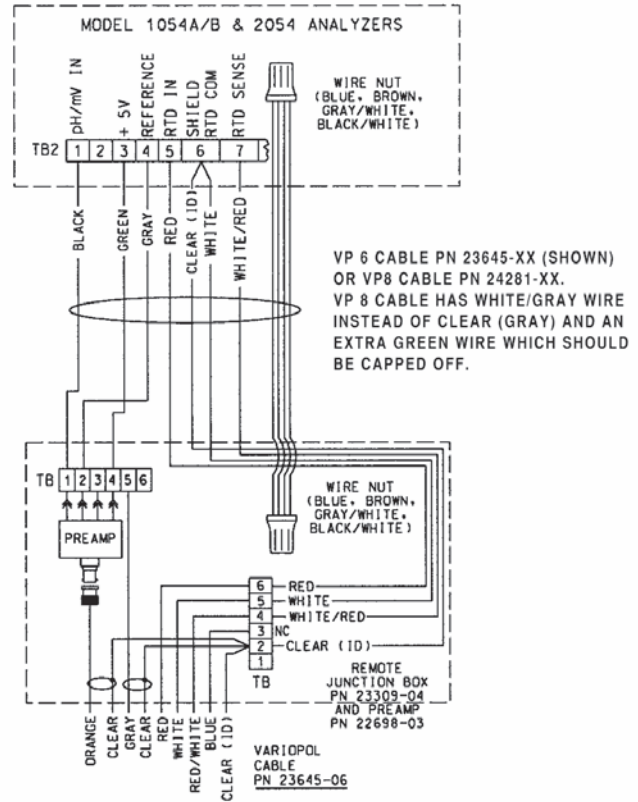 MODEL 1054A/B & 2054 ANALYZERS
pH/mV IN
+ 5V
REFERENCE
RTD IN
SHIELD
RTD COM
RTD SENSE
WIRE NUT
(BLUE, BROWN,
GRAY/WHITE,
BLACK/WHITE)
TB2 1 2 3 4 5 6 7
BLACK
GREEN
GRAY
RED
CLEAR (ID)
WHITE
WHITE/RED
VP 6 CABLE PN 23645-XX (SHOWN)
OR VP8 CABLE PN 24281-XX.
VP 8 CABLE HAS WHITE/GRAY WIRE
INSTEAD OF CLEAR (GRAY) AND AN
EXTRA GREEN WIRE WHICH SHOULD
BE CAPPED OFF.
TB 1 2 3 4 5 6
PREAMP
WIRE NUT
(BLUE, BROWN,
GRAY/WHITE,
BLACK/WHITE)
6 RED
5 WHITE
4 WHITE/RED
3 NC
2 CLEAR (ID)
1
TB
REMOTE
JUNCTION BOX
PN 23309-04
AND PREAMP
PN 22698-03
ORANGE
CLEAR
GRAY
CLEAR
RED
WHITE
RED/WHITE
BLUE
CLEAR (ID)
VARIOPOL
CABLE
PN 23645-06